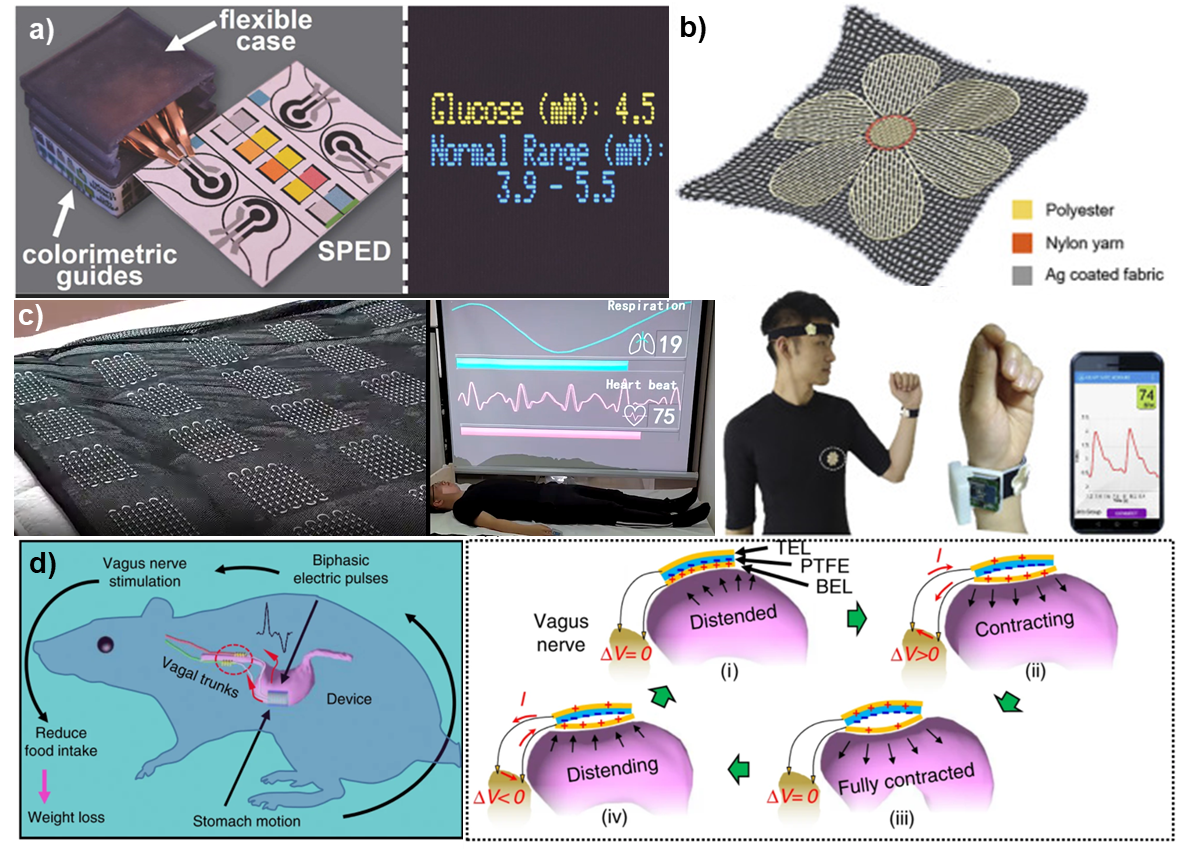 a)
flexible
case
colorimetric
guides
SPED
Glucose (mM): 4.5
Normal Range (mM):
3.9 - 5.5
b)
Polyester
Nylon yarn
Ag coated fabric
c)
Respiration
19
Heart beat
75
74
d)
Vagus nerve
stimulation
Biphasic
electric pulses
Vagal trunks
Device
Reduce
food intake
Weight loss
Stomach motion
TEL
PTFE
BEL
Vagus
nerve
Distended
ΔV= 0
(i)
I
Contracting
ΔV>0
(ii)
I
Distending
ΔV< 0
(iv)
Fully contracted
ΔV= 0
(iii)